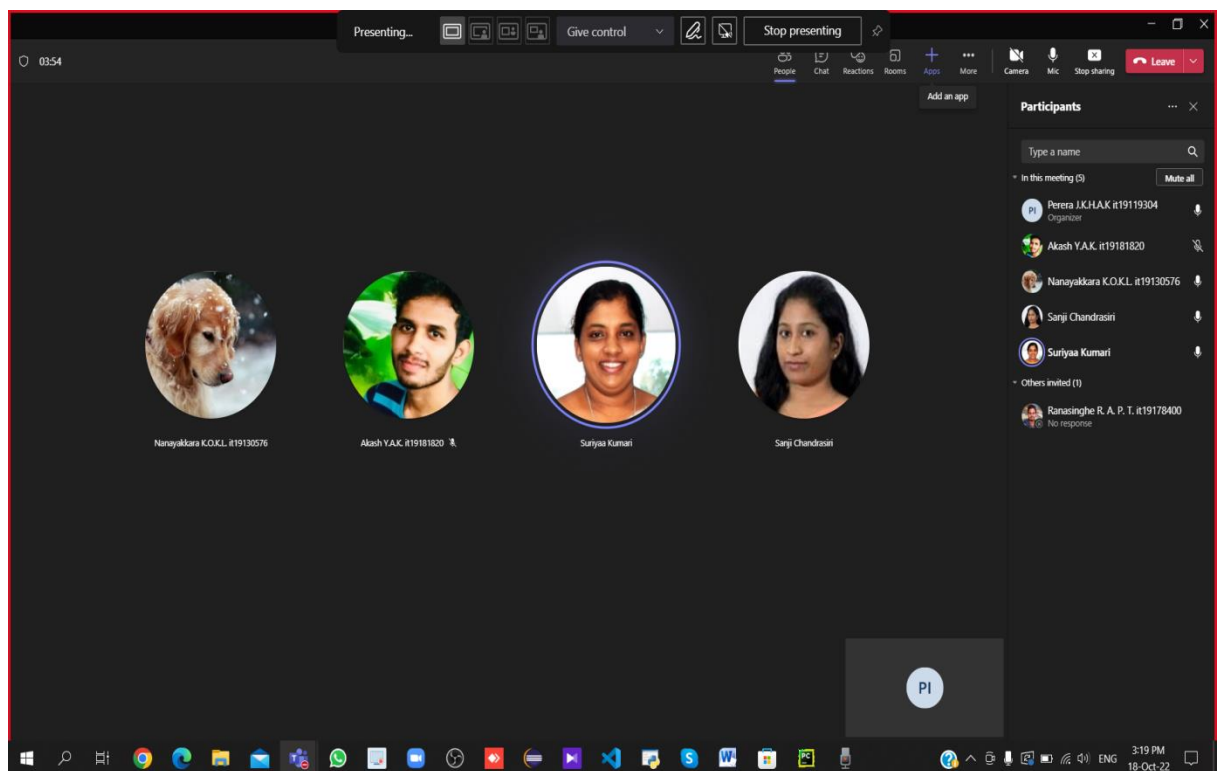 Presenting...
Give control
Stop presenting
03:54
People
Chat
Reactions
Rooms
Apps
More
Camera
Mic
Stop sharing
Leave
Add an app
Participants
Type a name
In this meeting (5)
Mute all
PI
Perera J.K.H.A.K it19119304
Organizer
Akash Y.A.K. it19181820
Nanayakkara K.O.K.L. it19130576
Sanji Chandrasiri
Suriyaa Kumari
Others invited (1)
Ranasinghe R. A. P. T. it19178400
No response
Nanayakkara K.O.K.L. it19130576
Akash Y.A.K. it19181820
Suriyaa Kumari
Sanji Chandrasiri
PI
ENG
3:19 PM
18-Oct-22